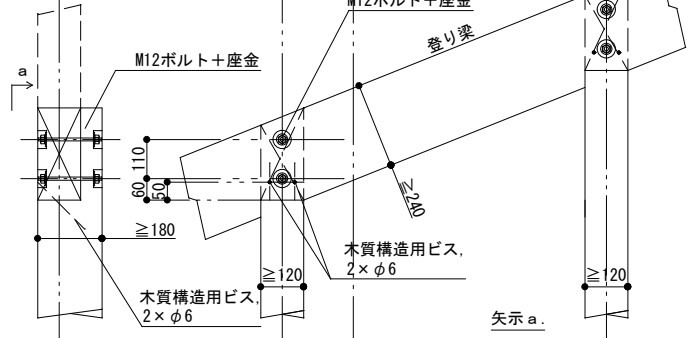 M12ボルト+座金
登り梁
M12ボルト+座金
a
110
60
50
≧240
≧180
木質構造用ビス,
2×φ6
≧120
≧120
木質構造用ビス,
2×φ6
矢示a.